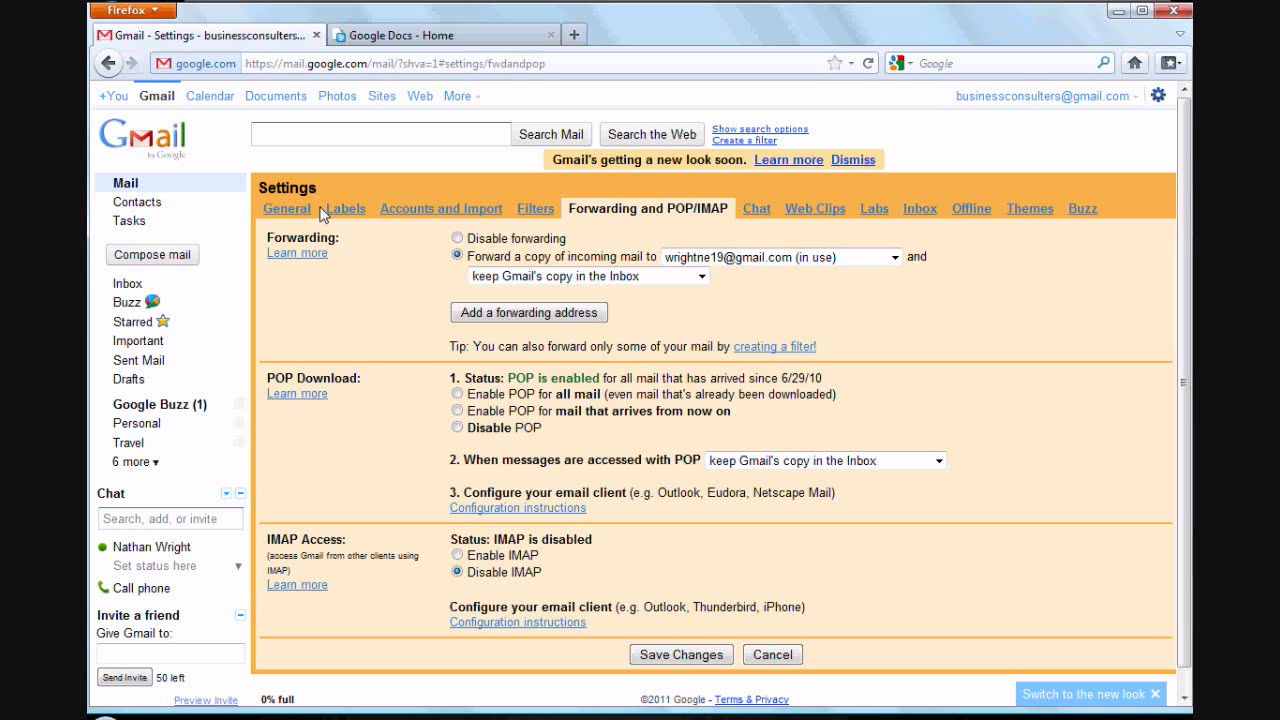 Firefox
Gmail - Settings - businessconsulters...
Google Docs - Home
google.com https://mail.google.com/mail/?shva=1#settings/fwdandpop
Google
+You Gmail Calendar Documents Photos Sites Web More
businessconsulters@gmail.com
Gmail
by Google
Search Mail
Search the Web
Show search options
Create a filter
Gmail's getting a new look soon. Learn more Dismiss
Mail
Contacts
Tasks
Compose mail
Inbox
Buzz
Starred
Important
Sent Mail
Drafts
Google Buzz (1)
Personal
Travel
6 more
Chat
Search, add, or invite
Nathan Wright
Set status here
Call phone
Invite a friend
Give Gmail to:
Send Invite 50 left
Preview Invite
Settings
General Labels Accounts and Import Filters Forwarding and POP/IMAP Chat Web Clips Labs Inbox Offline Themes Buzz
Forwarding:
Learn more
Disable forwarding
Forward a copy of incoming mail to wrightne19@gmail.com (in use) and
keep Gmail's copy in the Inbox
Add a forwarding address
Tip: You can also forward only some of your mail by creating a filter!
POP Download:
Learn more
1. Status: POP is enabled for all mail that has arrived since 6/29/10
Enable POP for all mail (even mail that's already been downloaded)
Enable POP for mail that arrives from now on
Disable POP
2. When messages are accessed with POP keep Gmail's copy in the Inbox
3. Configure your email client (e.g. Outlook, Eudora, Netscape Mail)
Configuration instructions
IMAP Access:
(access Gmail from other clients using
IMAP)
Learn more
Status: IMAP is disabled
Enable IMAP
Disable IMAP
Configure your email client (e.g. Outlook, Thunderbird, iPhone)
Configuration instructions
Save Changes
Cancel
0% full
©2011 Google - Terms & Privacy
Switch to the new look